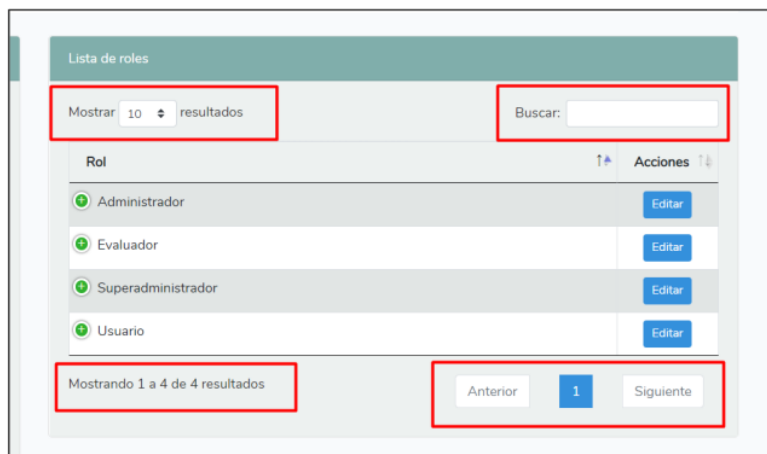 Lista de roles
Mostrar 10 resultados Buscar:
Rol Acciones
Administrador Editar
Evaluador Editar
Superadministrador Editar
Usuario Editar
Mostrando 1 a 4 de 4 resultados Anterior 1 Siguiente